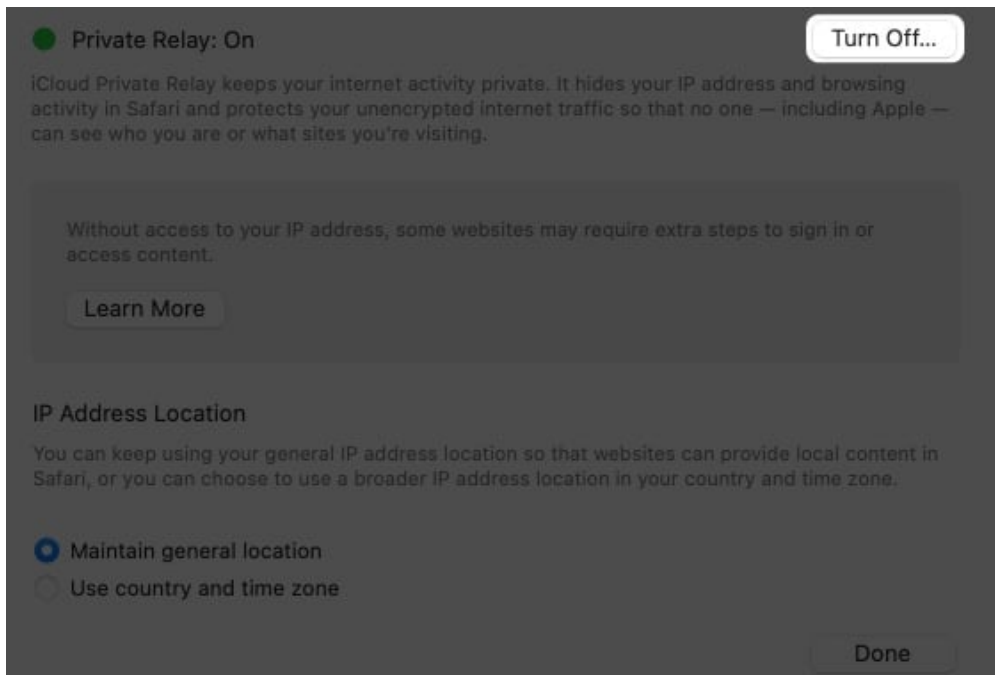 Private Relay: On
Turn Off...
iCloud Private Relay keeps your internet activity private. It hides your IP address and browsing
activity in Safari and protects your unencrypted internet traffic so that no one — including Apple —
can see who you are or what sites you're visiting.
Without access to your IP address, some websites may require extra steps to sign in or
access content.
Learn More
IP Address Location
You can keep using your general IP address location so that websites can provide local content in
Safari, or you can choose to use a broader IP address location in your country and time zone.
Maintain general location
Use country and time zone
Done